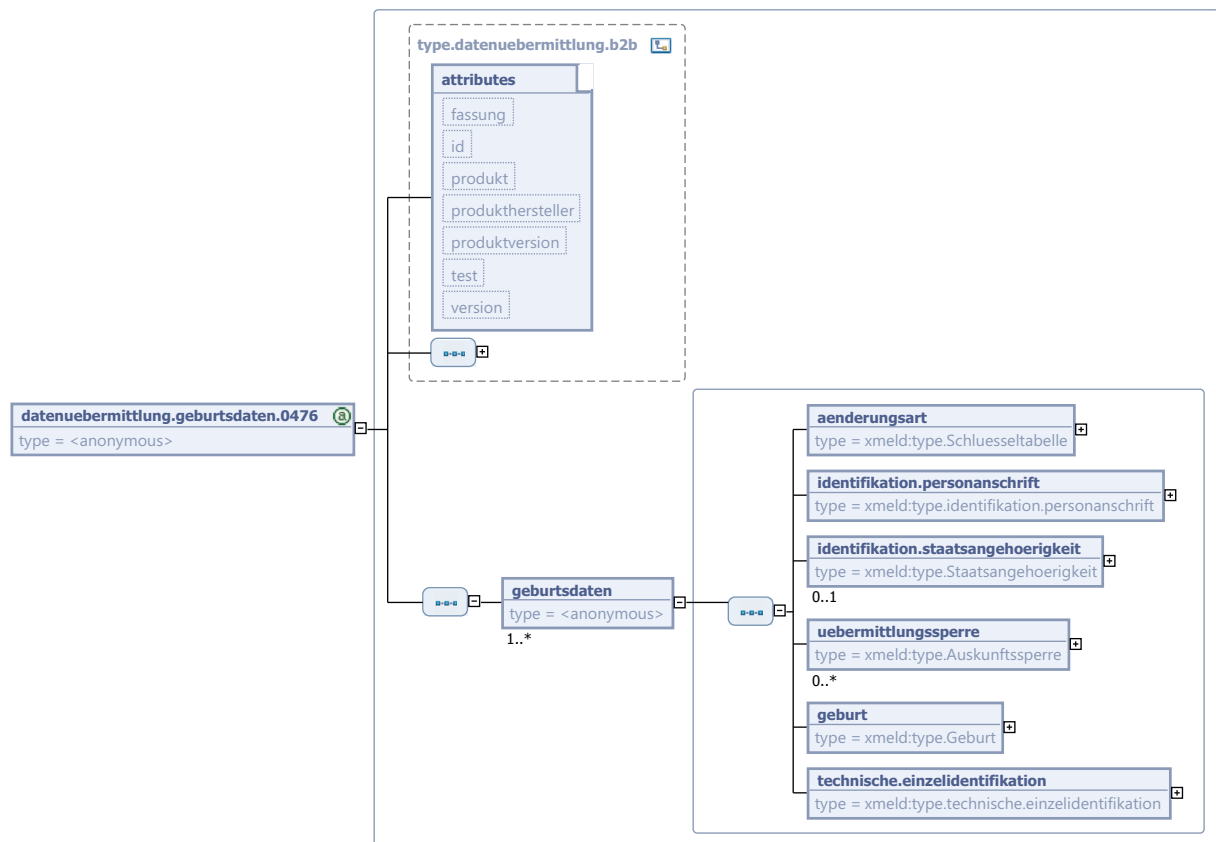 type.datenuebermittlung.b2b
attributes
fassung
id
produkt
produkthersteller
produktversion
test
version
datenuebermittlung.geburtsdaten.0476
type = <anonymous>
geburtsdaten
type = <anonymous>
1..*
aenderungsart
type = xmeld:type.Schluesseltabelle
identifikation.personanschrift
type = xmeld:type.identifikation.personanschrift
identifikation.staatsangehoerigkeit
type = xmeld:type.Staatsangehoerigkeit
0..1
uebermittlungssperre
type = xmeld:type.Auskunftssperre
0..*
geburt
type = xmeld:type.Geburt
technische.einzelidentifikation
type = xmeld:type.technische.einzelidentifikation